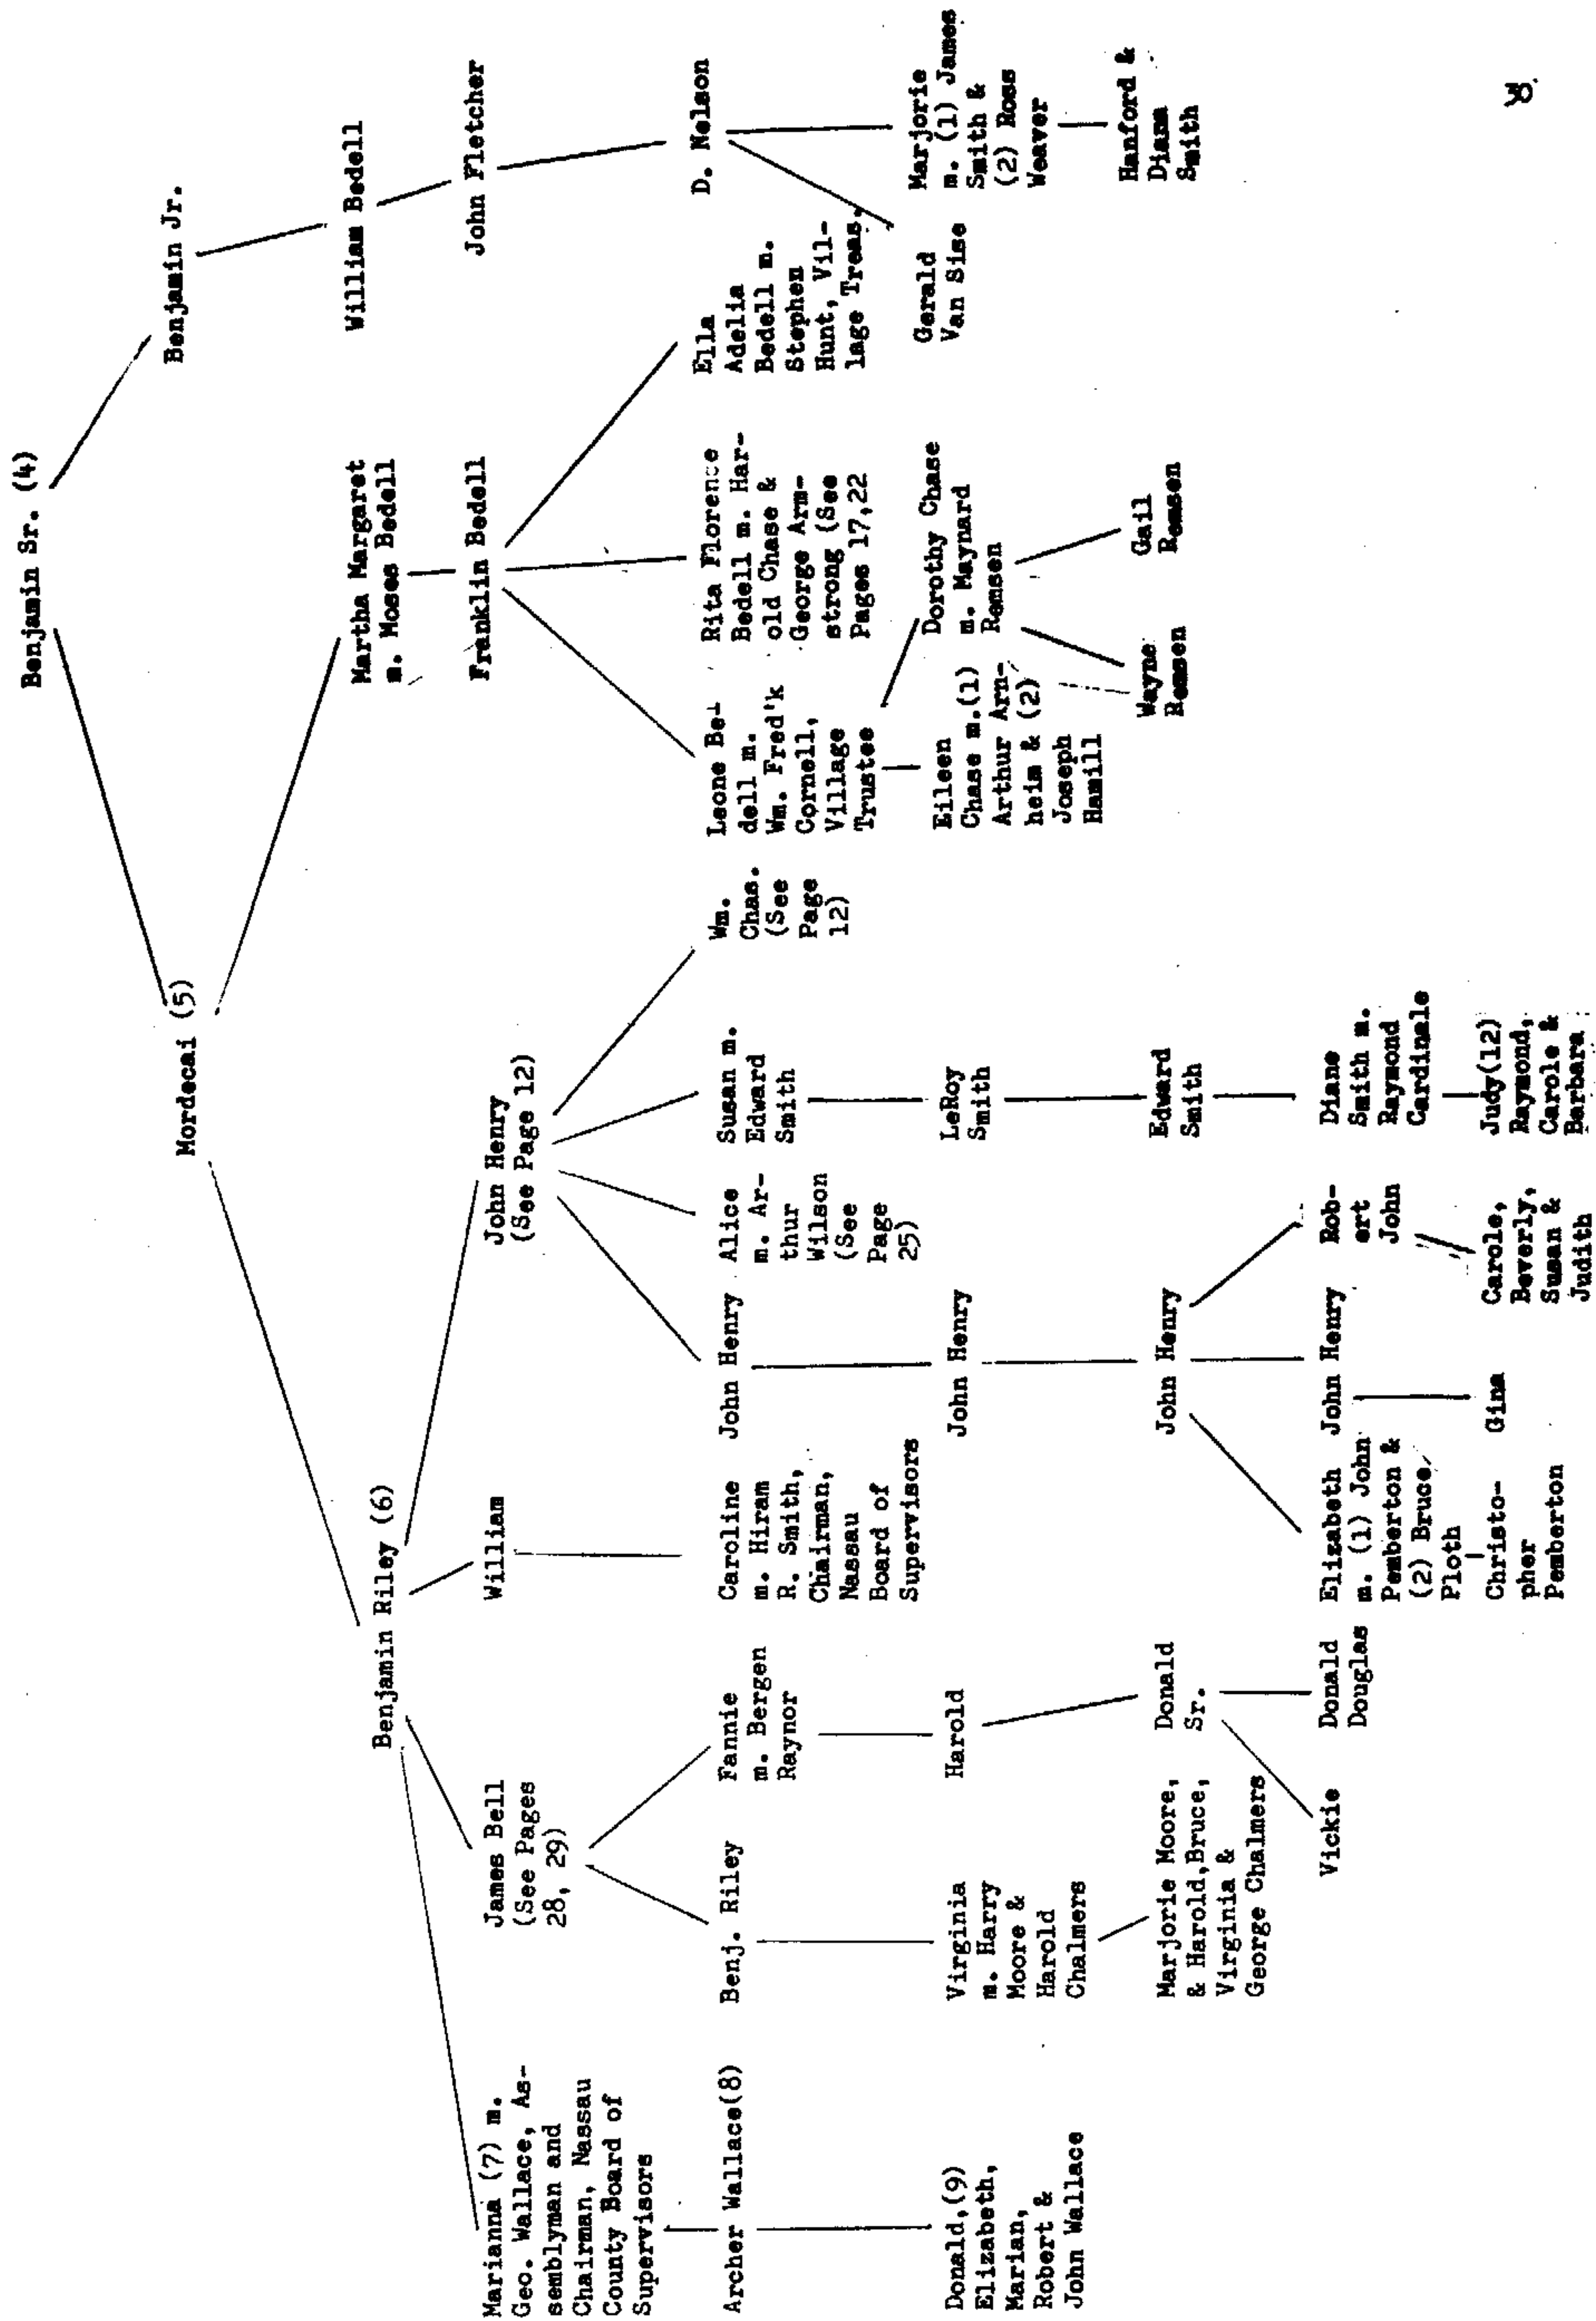 Benjamin Sr. (4)
Mordecai (5)
Benjamin Jr.
Benjamin Riley (6)
Martha Margaret
m. Moses Bedell
William Bedell
Marianna (7) m.
Geo. Wallace, As-
semblyman and
Chairman, Nassau
County Board of
Supervisors
James Bell
(See Pages
28, 29)
William
John Henry
(See Page 12)
Franklin Bedell
John Fletcher
Archer Wallace(8)
Benj. Riley
Fannie
m. Bergen
Raynor
Caroline
m. Hiram
R. Smith,
Chairman,
Nassau
Board of
Supervisors
John Henry
Alice
m. Ar-
thur
Wilson
(See
Page
25)
Susan m.
Edward
Smith
Wm.
Chas.
(See
Page
12)
Leone Be-
dell m.
Wm. Fred'k
Cornell,
Village
Trustee
Rita Florence
Bedell m. Har-
old Chase &
George Arm-
strong (See
Pages 17,22
Ella
Adelia
Bedell m.
Stephen
Hunt, Vil-
lage Treas.
D. Nelson
Donald,(9)
Elizabeth,
Marian,
Robert &
John Wallace
Virginia
m. Harry
Moore &
Harold
Chalmers
Harold
John Henry
LeRoy
Smith
Eileen
Chase m.(1)
Arthur Arn-
heim & (2)
Joseph
Hamill
Dorothy Chase
m. Maynard
Remsen
Gerald
Van Sise
Marjorie
m. (1) James
Smith &
(2) Ross
Weaver
Marjorie Moore,
& Harold,Bruce,
Virginia &
George Chalmers
Donald
Sr.
John Henry
Edward
Smith
Wayne
Remsen
Gail
Remsen
Hanford &
Diana
Smith
Vickie
Donald
Douglas
Elizabeth
m. (1) John
Pemberton &
(2) Bruce
Ploth
John Henry
Rob-
ert
John
Diane
Smith m.
Raymond
Cardinale
Christo-
pher
Pemberton
Gina
Carole,
Beverly,
Susan &
Judith
Judy(12)
Raymond,
Carole &
Barbara
8.